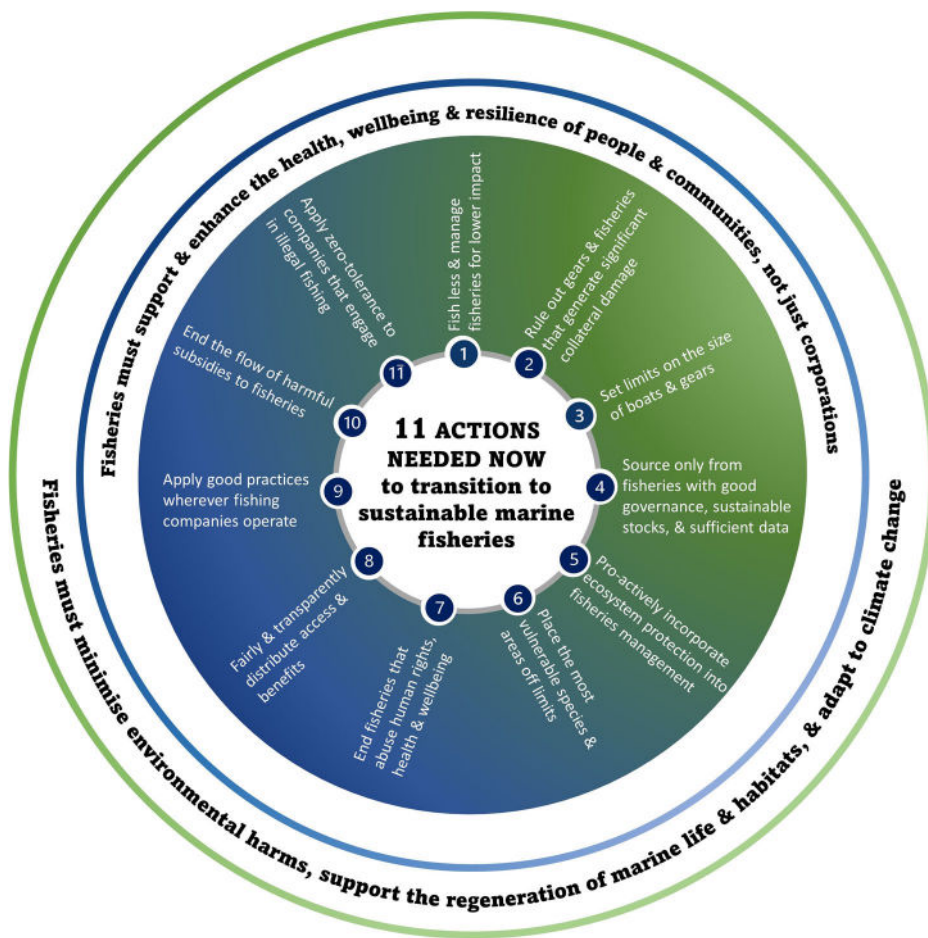 Fisheries must support & enhance the health, wellbeing & resilience of people & communities, not just corporations
Fisheries must minimise environmental harms, support the regeneration of marine life & habitats, & adapt to climate change
11 ACTIONS
NEEDED NOW
to transition to
sustainable marine
fisheries
1
Fish less & manage
fisheries for lower impact
2
Rule out gears & fisheries
that generate significant
collateral damage
3
Set limits on the size
of boats & gears
4
Source only from
fisheries with good
governance, sustainable
stocks, & sufficient data
5
Pro-actively incorporate
ecosystem protection into
fisheries management
6
Place the most
vulnerable species &
areas off limits
7
End fisheries that
abuse human rights,
health & wellbeing
8
Fairly & transparently
distribute access &
benefits
9
Apply good practices
wherever fishing
companies operate
10
End the flow of harmful
subsidies to fisheries
11
Apply zero-tolerance to
companies that engage
in illegal fishing